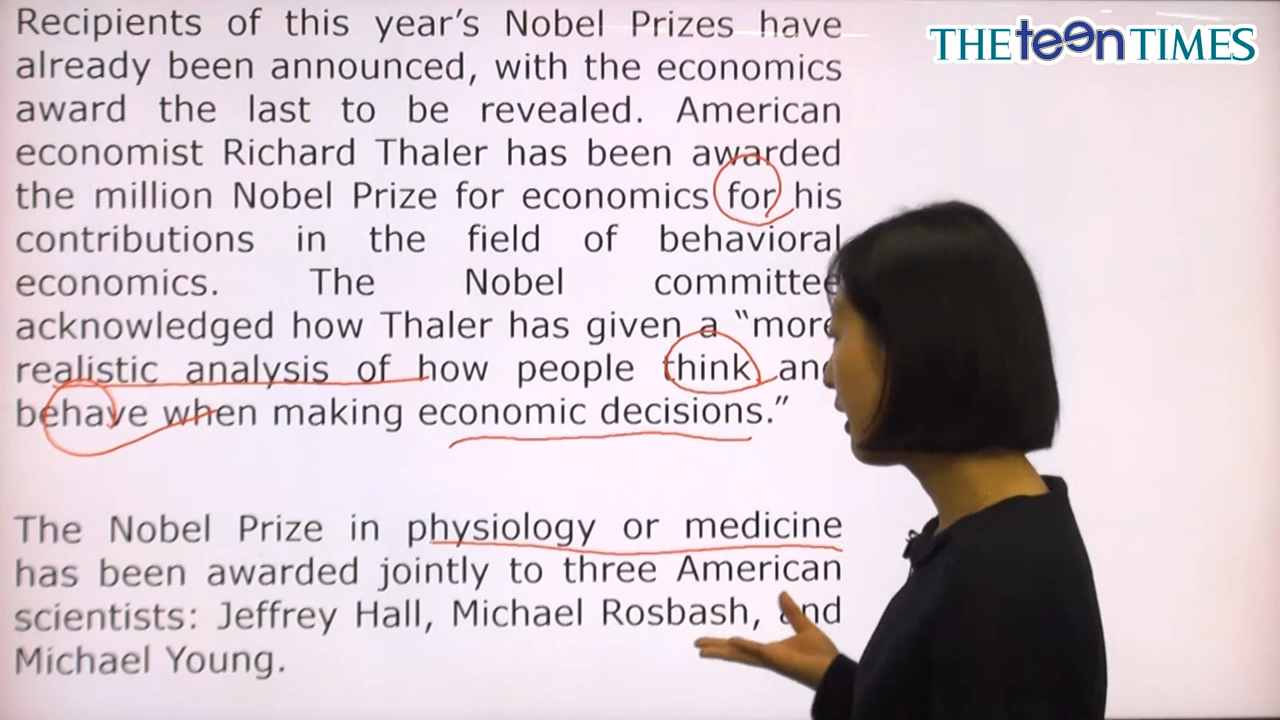 Recipients of this year's Nobel Prizes have
already been announced, with the economics
award the last to be revealed. American
economist Richard Thaler has been awarded
the million Nobel Prize for economics for his
contributions in the field of behavioral
economics. The Nobel committee
acknowledged how Thaler has given a “more
realistic analysis of how people think and
behave when making economic decisions.”
The Nobel Prize in physiology or medicine
has been awarded jointly to three American
scientists: Jeffrey Hall, Michael Rosbash, and
Michael Young.
THE teen TIMES